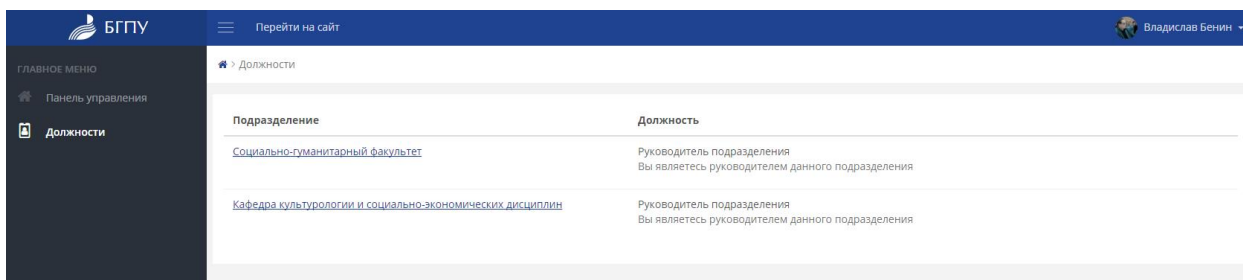 БГПУ
Перейти на сайт
Владислав Бенин
ГЛАВНОЕ МЕНЮ
> Должности
Панель управления
Должности
Подразделение Должность
Социально-гуманитарный факультет Руководитель подразделения
Вы являетесь руководителем данного подразделения
Кафедра культурологии и социально-экономических дисциплин Руководитель подразделения
Вы являетесь руководителем данного подразделения